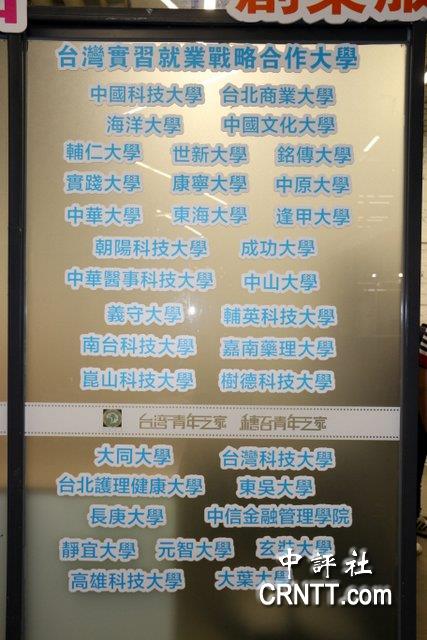 創業服
台灣實習就業戰略合作大學
中國科技大學 台北商業大學
海洋大學 中國文化大學
輔仁大學 世新大學 銘傳大學
實踐大學 康寧大學 中原大學
中華大學 東海大學 逢甲大學
朝陽科技大學 成功大學
中華醫事科技大學 中山大學
義守大學 輔英科技大學
南台科技大學 嘉南藥理大學
崑山科技大學 樹德科技大學
台湾青年之家 穗台青年之家
大同大學 台灣科技大學
台北護理健康大學 東吳大學
長庚大學 中信金融管理學院
靜宜大學 元智大學 玄奘大學
高雄科技大學 大葉大學
中評社
CRNTT.com